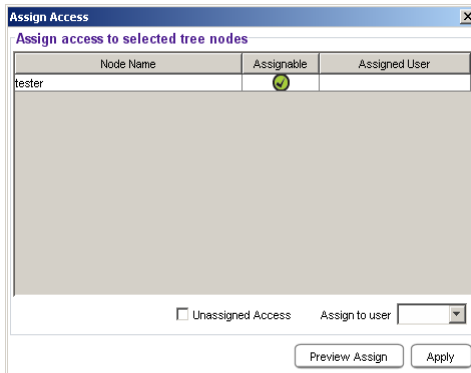 Assign Access
Assign access to selected tree nodes
Node Name Assignable Assigned User
tester
Unassigned Access Assign to user
Preview Assign Apply